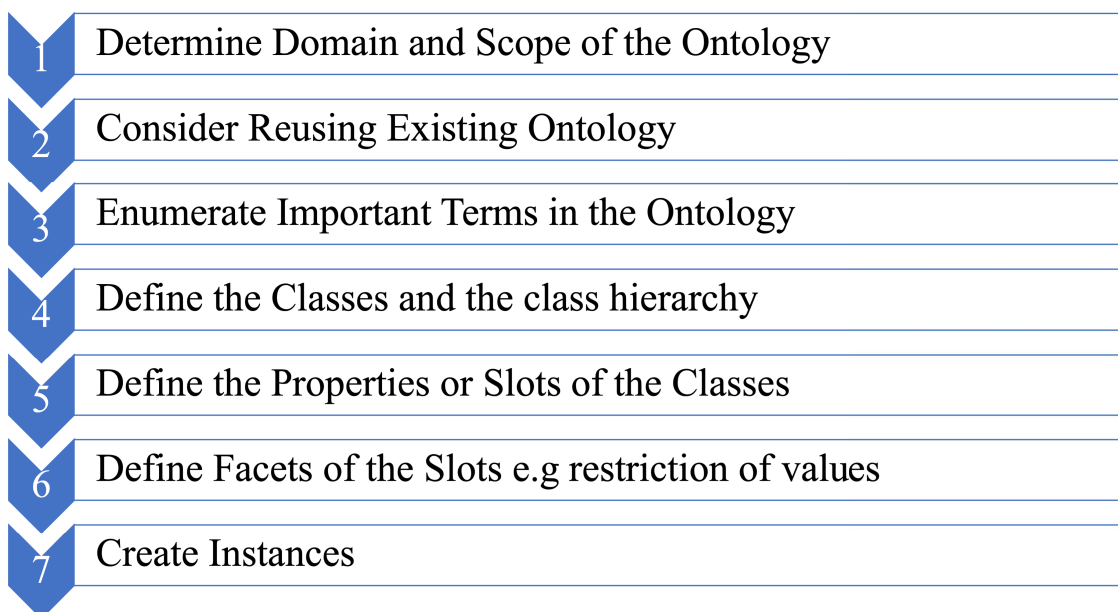 1 Determine Domain and Scope of the Ontology
2 Consider Reusing Existing Ontology
3 Enumerate Important Terms in the Ontology
4 Define the Classes and the class hierarchy
5 Define the Properties or Slots of the Classes
6 Define Facets of the Slots e.g restriction of values
7 Create Instances